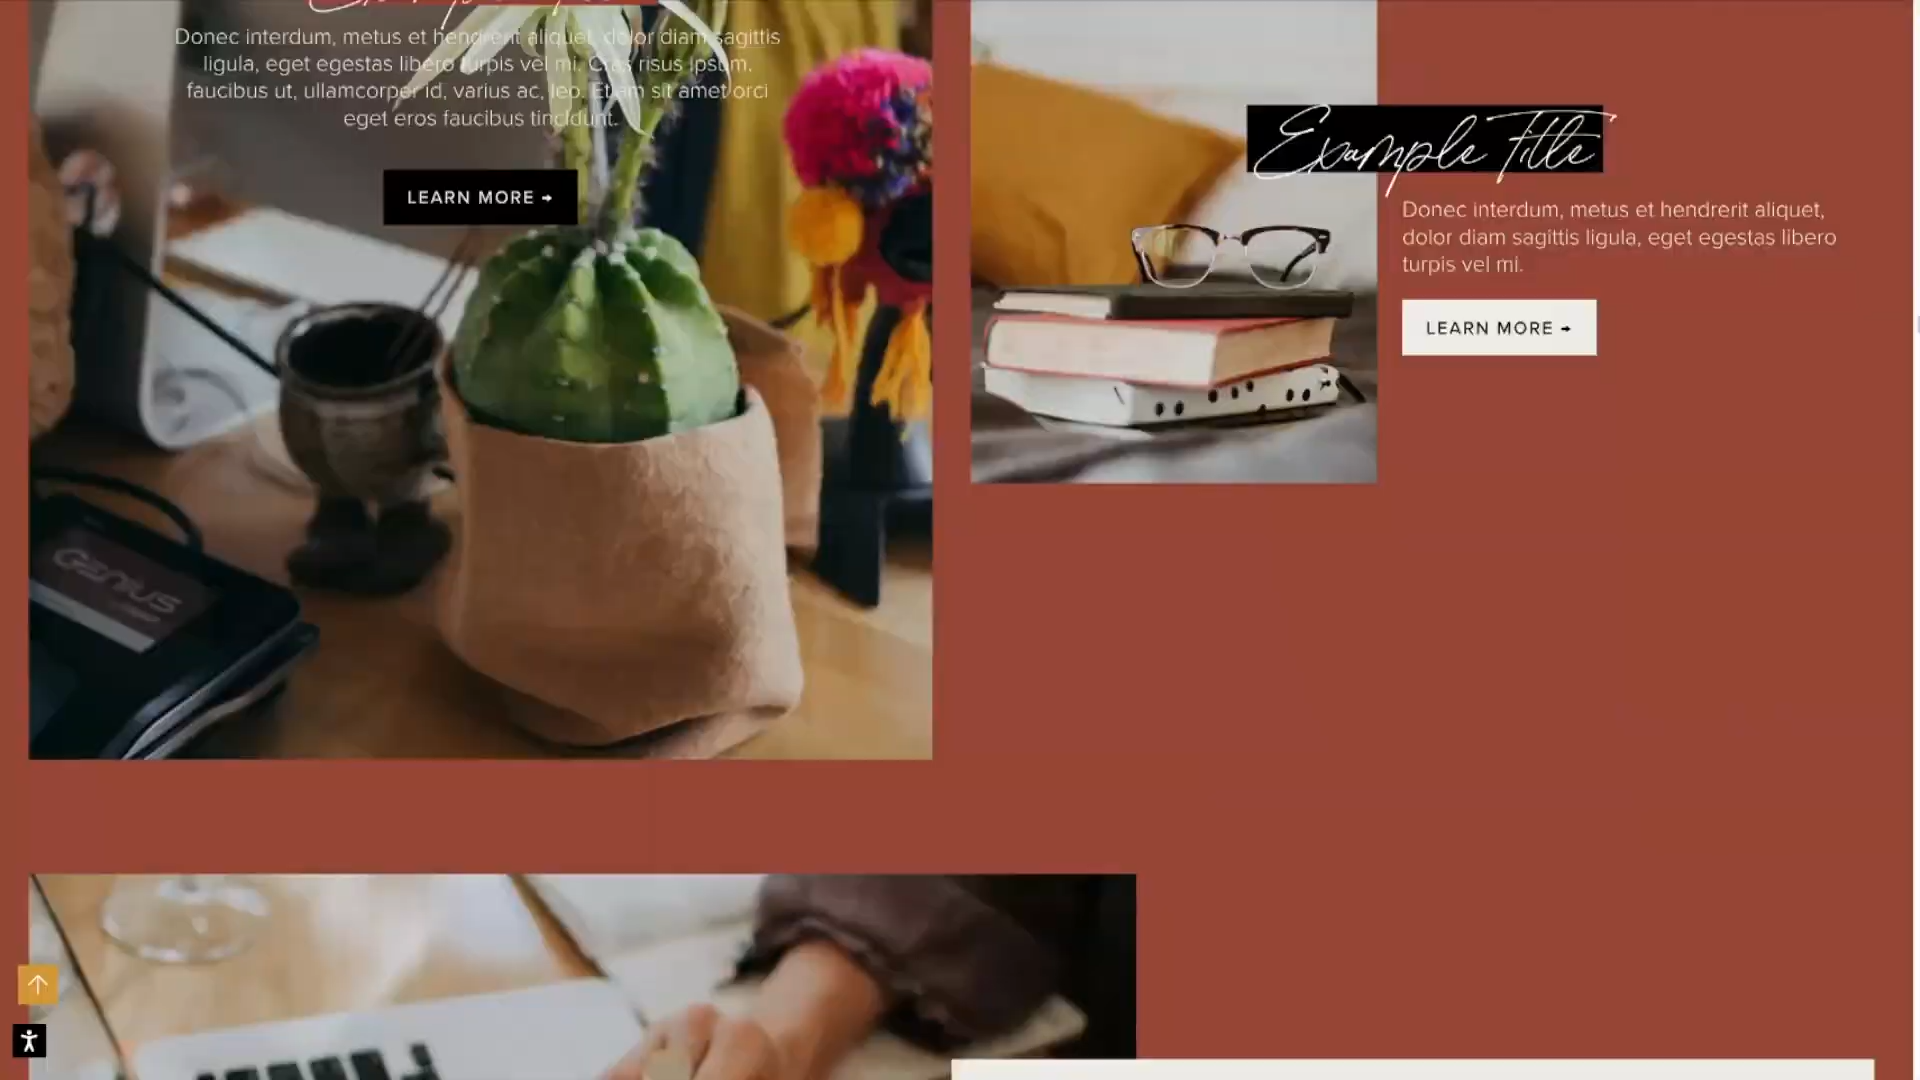 Donec interdum, metus et hendrerit aliquet, dolor diam sagittis
ligula, eget egestas libero turpis vel mi. Cras risus ipsum,
faucibus ut, ullamcorper id, varius ac, leo. Etiam sit amet orci
eget eros faucibus tincidunt.
LEARN MORE →
Genius
Example Title
Donec interdum, metus et hendrerit aliquet,
dolor diam sagittis ligula, eget egestas libero
turpis vel mi.
LEARN MORE →